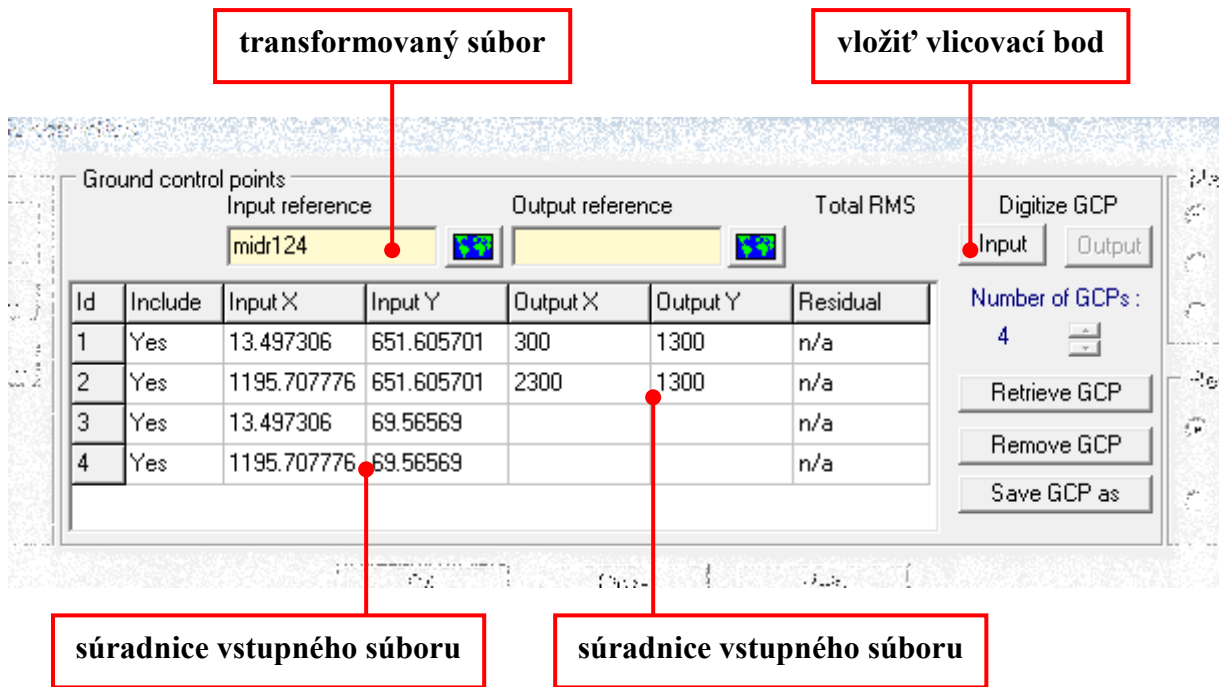 transformovaný súbor
vložiť vlicovací bod
Ground control points
Input reference Output reference Total RMS Digitize GCP
midr124 Input Output
Id Include Input X Input Y Output X Output Y Residual
Number of GCPs :
1 Yes 13.497306 651.605701 300 1300 n/a
4
2 Yes 1195.707776 651.605701 2300 1300 n/a
Retrieve GCP
3 Yes 13.497306 69.56569 n/a
Remove GCP
4 Yes 1195.707776 69.56569 n/a
Save GCP as
súradnice vstupného súboru
súradnice vstupného súboru